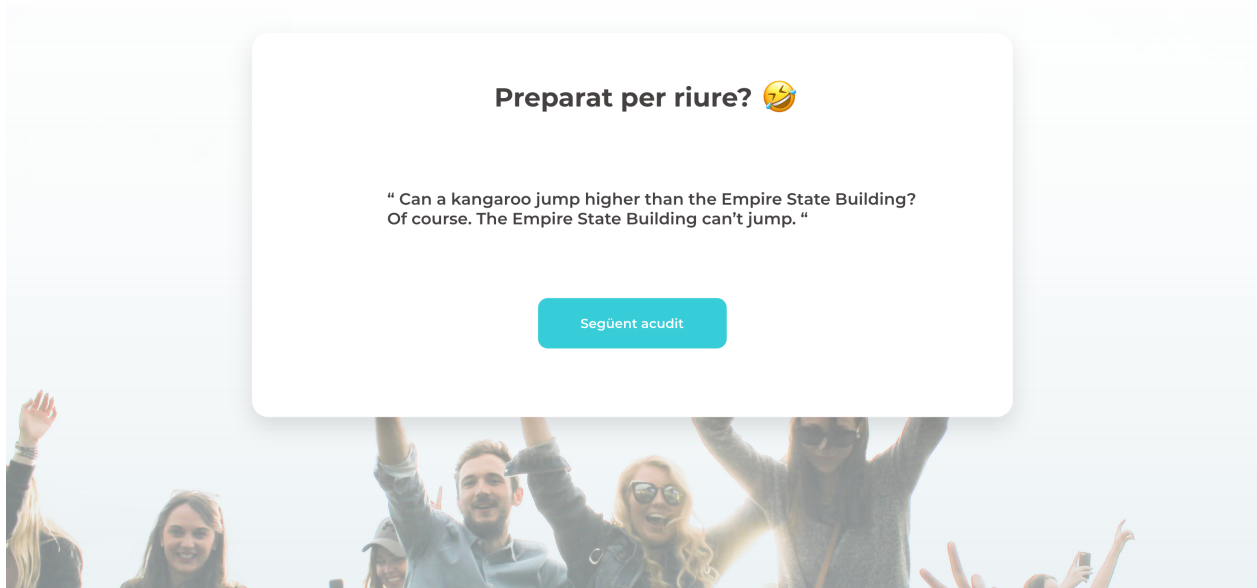 Preparat per riure? 🤣
“ Can a kangaroo jump higher than the Empire State Building?
Of course. The Empire State Building can’t jump. “
Següent acudit